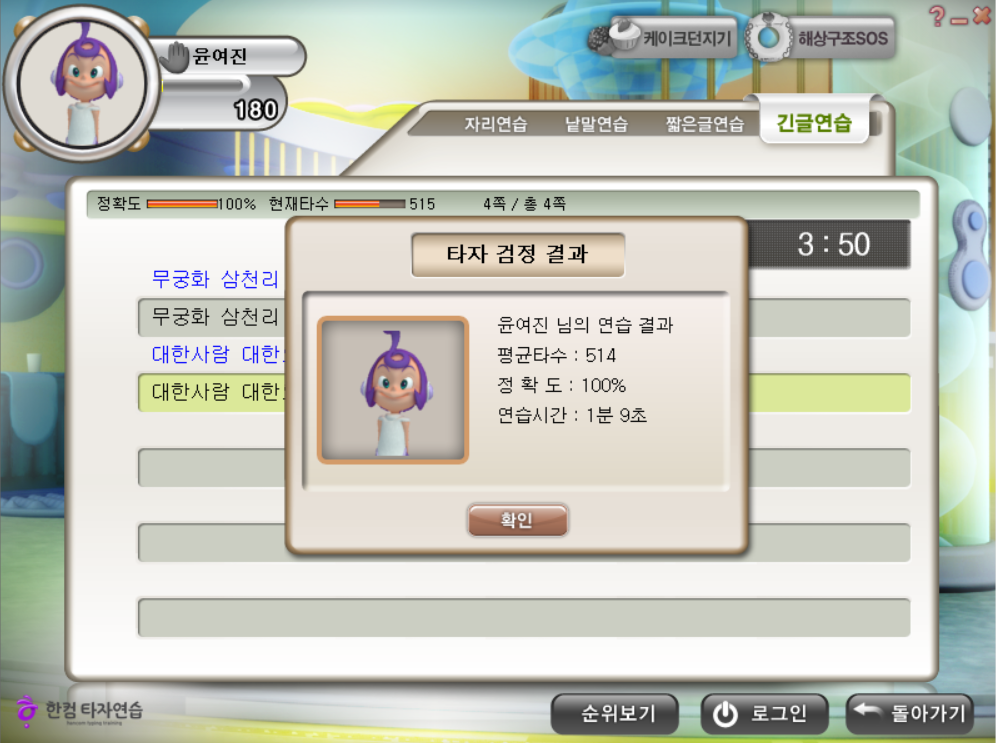 윤여진
180
케이크던지기
해상구조SOS
자리연습 낱말연습 짧은글연습 긴글연습
정확도 100% 현재타수 515 4쪽 / 총 4쪽
3 : 50
타자 검정 결과
무궁화 삼천리
무궁화 삼천리
대한사람 대한
대한사람 대한
윤여진 님의 연습 결과
평균타수 : 514
정 확 도 : 100%
연습시간 : 1분 9초
확인
한컴 타자연습
순위보기
로그인
돌아가기